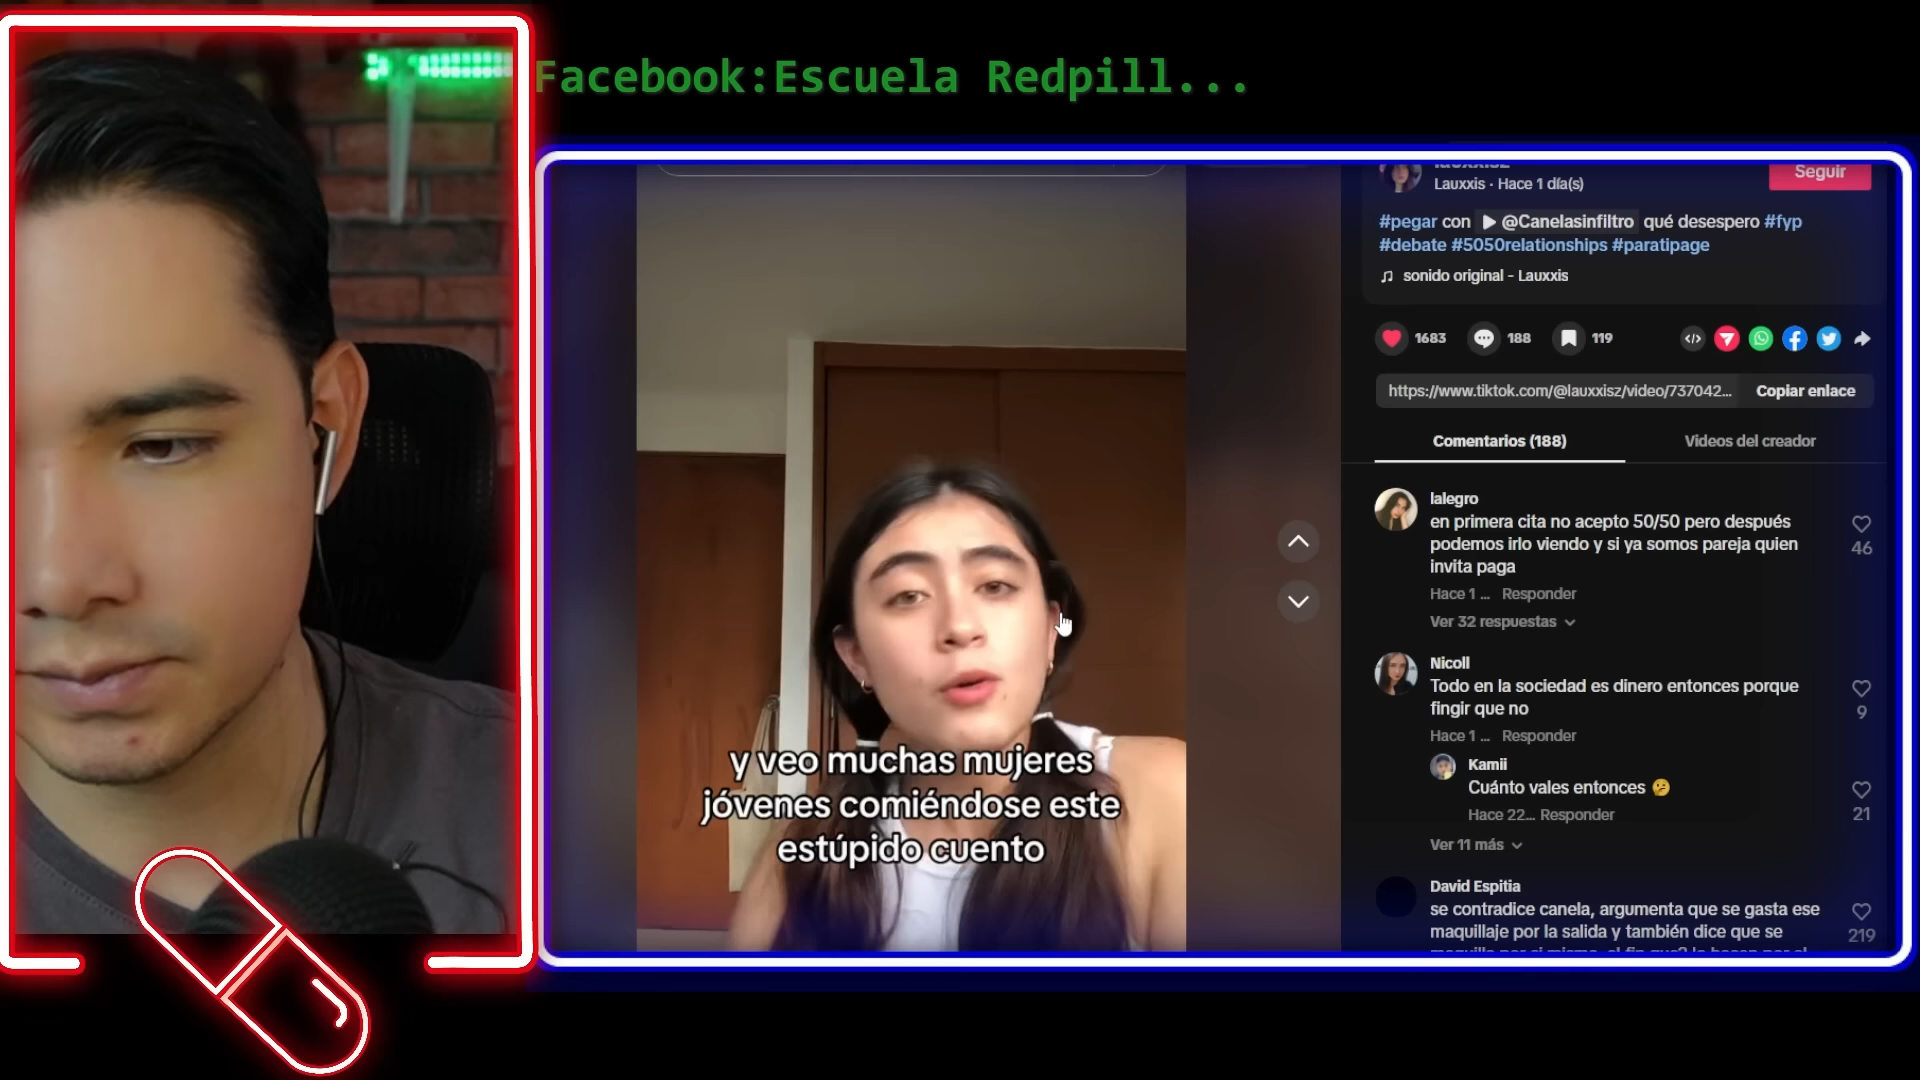 Facebook:Escuela Redpill...
Lauxxis · Hace 1 día(s)
Seguir
#pegar con ▶ @Canelasinfiltro qué desespero #fyp
#debate #5050relationships #paratipage
♫ sonido original - Lauxxis
1683 188 119
https://www.tiktok.com/@lauxxisz/video/737042... Copiar enlace
Comentarios (188) Videos del creador
lalegro
en primera cita no acepto 50/50 pero después
podemos irlo viendo y si ya somos pareja quien
invita paga
46
Hace 1 ... Responder
Ver 32 respuestas
Nicoll
Todo en la sociedad es dinero entonces porque
fingir que no
9
Hace 1 ... Responder
Kamii
Cuánto vales entonces 🤔
21
Hace 22... Responder
Ver 11 más
David Espitia
se contradice canela, argumenta que se gasta ese
maquillaje por la salida y también dice que se
219
y veo muchas mujeres
jóvenes comiéndose este
estúpido cuento